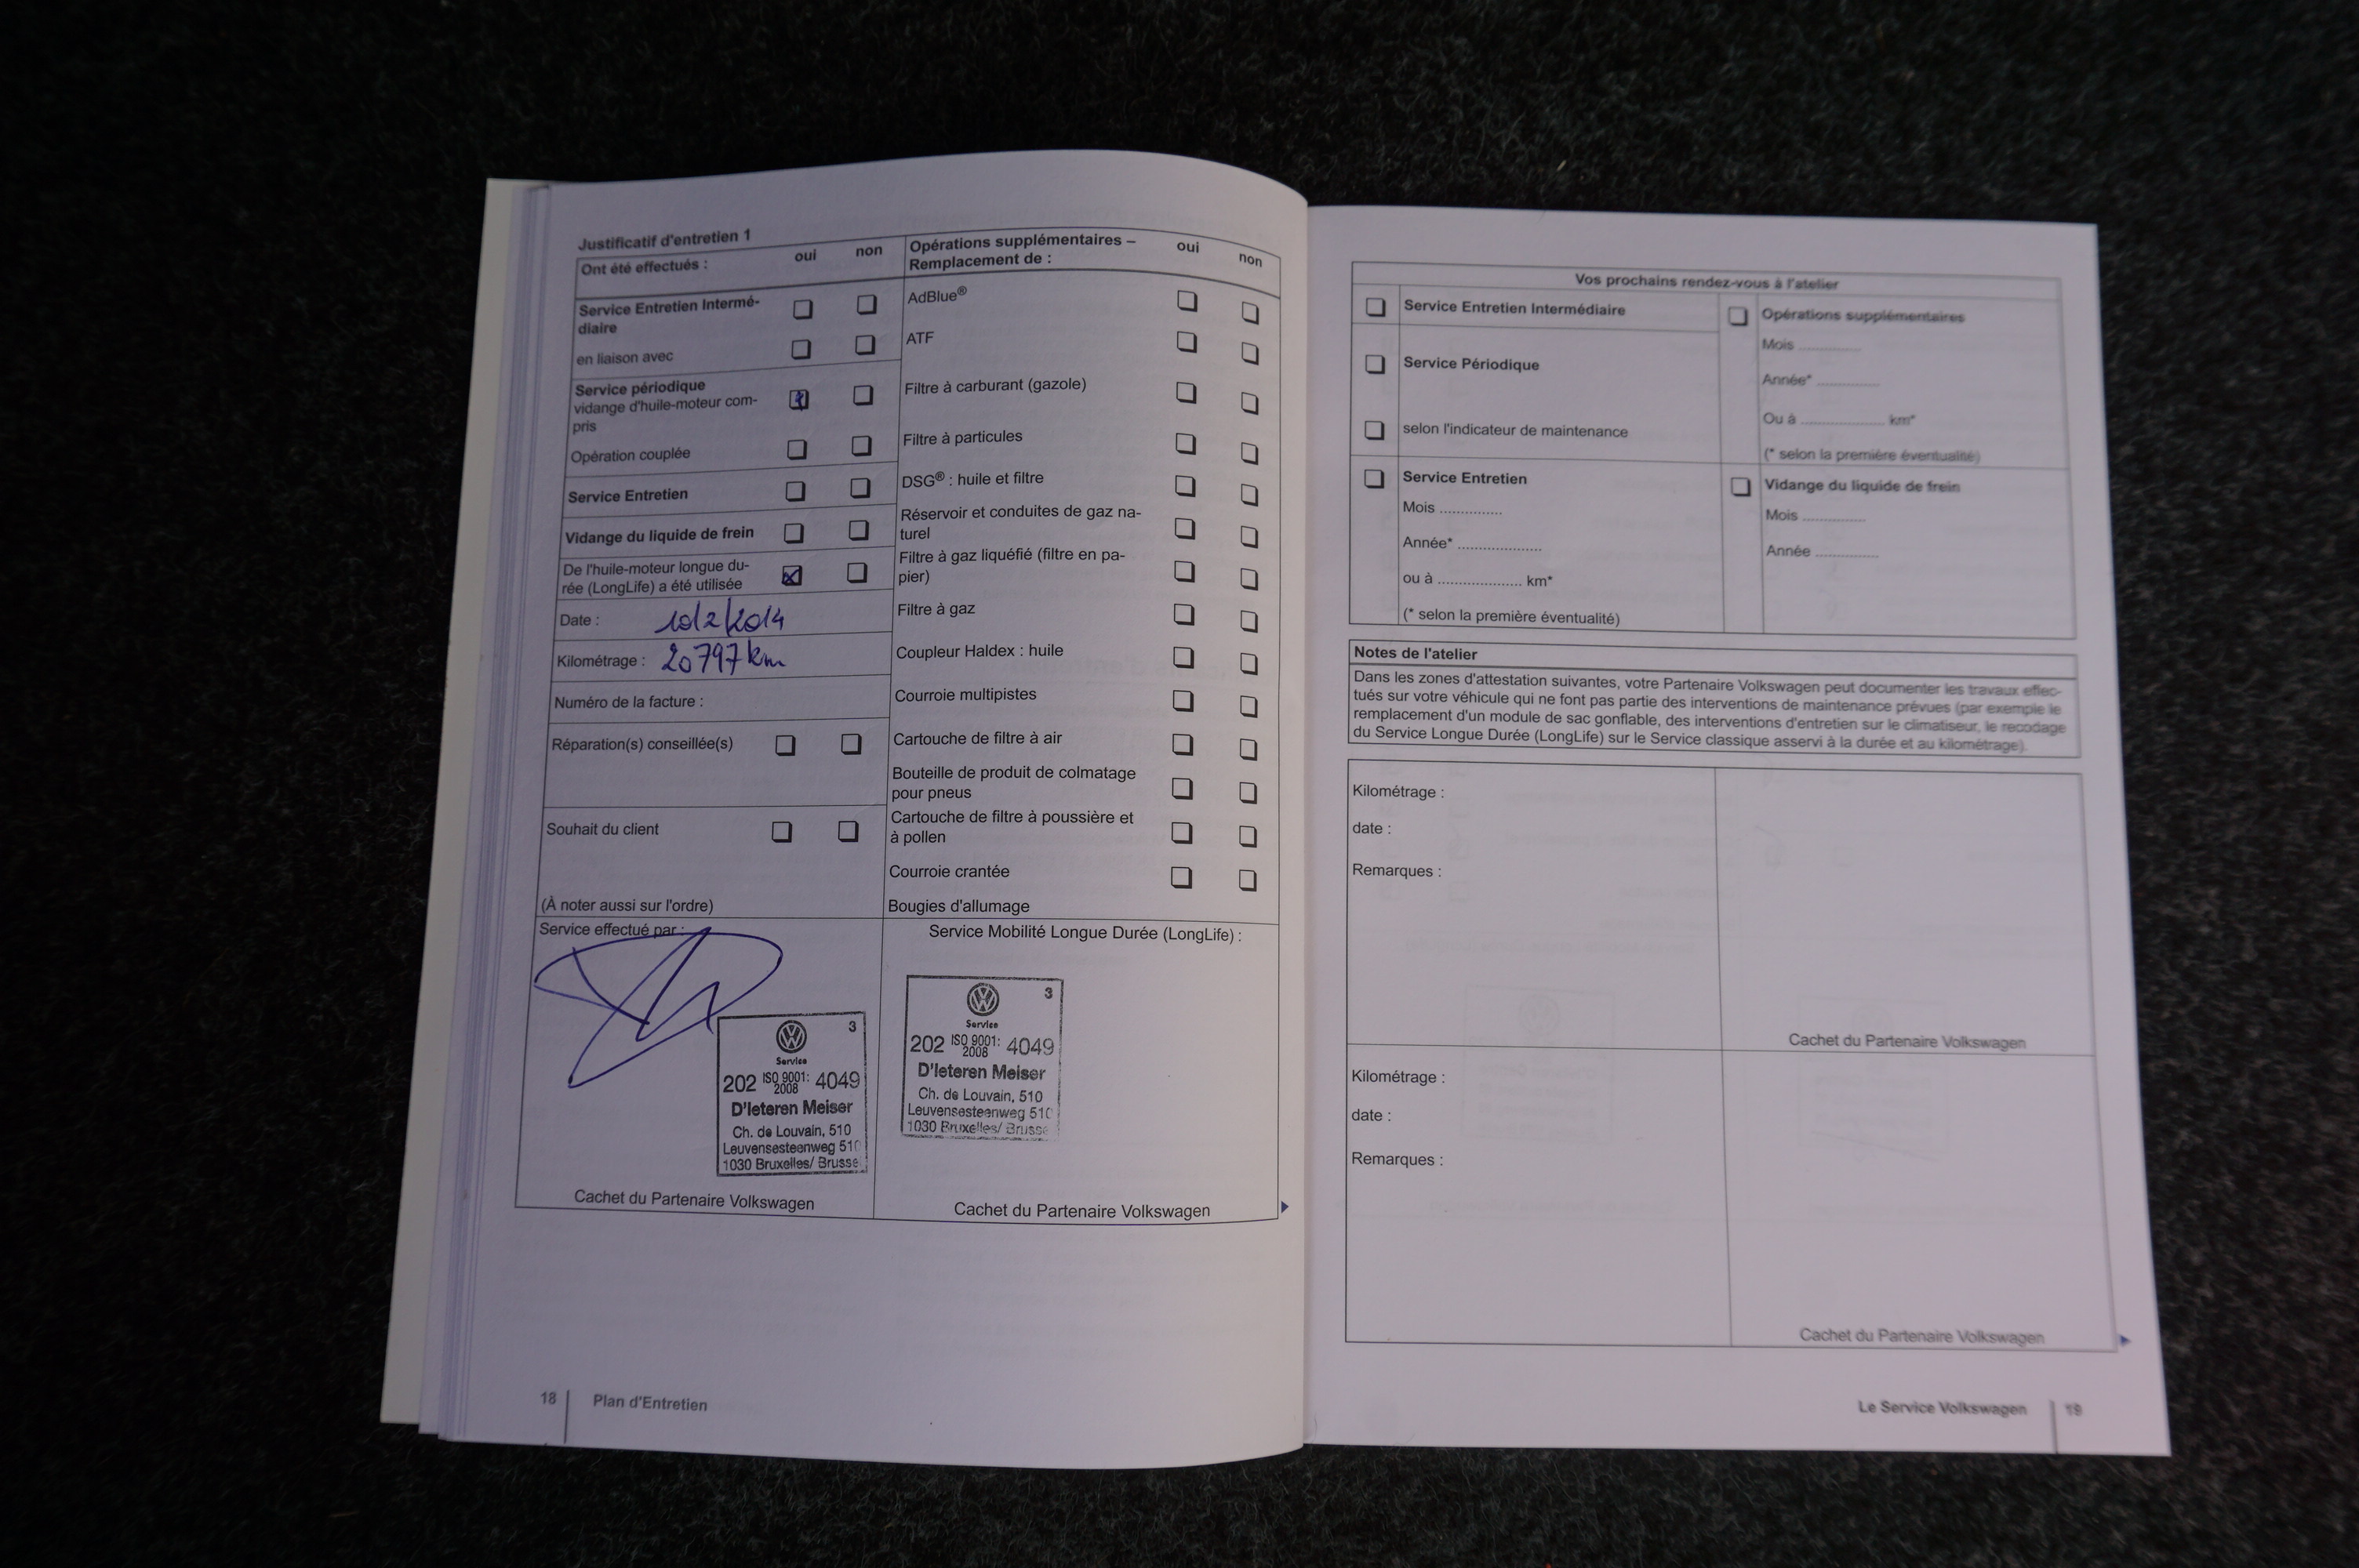 Justificatif d'entretien 1
Ont été effectués : oui non
Service Entretien Intermé-
diaire
en liaison avec
Service périodique
vidange d'huile-moteur com-
pris
Opération couplée
Service Entretien
Vidange du liquide de frein
De l'huile-moteur longue du-
rée (LongLife) a été utilisée
Date : 10/2/2014
Kilométrage : 20797 km
Numéro de la facture :
Réparation(s) conseillée(s)
Souhait du client
(À noter aussi sur l'ordre)
Opérations supplémentaires – oui non
Remplacement de :
AdBlue®
ATF
Filtre à carburant (gazole)
Filtre à particules
DSG® : huile et filtre
Réservoir et conduites de gaz na-
turel
Filtre à gaz liquéfié (filtre en pa-
pier)
Filtre à gaz
Coupleur Haldex : huile
Courroie multipistes
Cartouche de filtre à air
Bouteille de produit de colmatage
pour pneus
Cartouche de filtre à poussière et
à pollen
Courroie crantée
Bougies d'allumage
Service effectué par :
3
Service
202 ISO 9001: 2008 4049
D'Ieteren Meiser
Ch. de Louvain, 510
Leuvensesteenweg 510
1030 Bruxelles/ Brusse
Cachet du Partenaire Volkswagen
Service Mobilité Longue Durée (LongLife) :
3
Service
202 ISO 9001: 2008 4049
D'Ieteren Meiser
Ch. de Louvain, 510
Leuvensesteenweg 510
1030 Bruxelles/ Brusse
Cachet du Partenaire Volkswagen
18 Plan d'Entretien
Vos prochains rendez-vous à l'atelier
Service Entretien Intermédiaire
Service Périodique
selon l'indicateur de maintenance
Opérations supplémentaires
Mois ..............
Année* ..............
Ou à .................... km*
(* selon la première éventualité)
Service Entretien
Mois ..............
Année* ...................
ou à ................... km*
(* selon la première éventualité)
Vidange du liquide de frein
Mois ..............
Année ..............
Notes de l'atelier
Dans les zones d'attestation suivantes, votre Partenaire Volkswagen peut documenter les travaux effec-
tués sur votre véhicule qui ne font pas partie des interventions de maintenance prévues (par exemple le
remplacement d'un module de sac gonflable, des interventions d'entretien sur le climatiseur, le recodage
du Service Longue Durée (LongLife) sur le Service classique asservi à la durée et au kilométrage).
Kilométrage :
date :
Remarques :
Cachet du Partenaire Volkswagen
Kilométrage :
date :
Remarques :
Cachet du Partenaire Volkswagen
Le Service Volkswagen 19